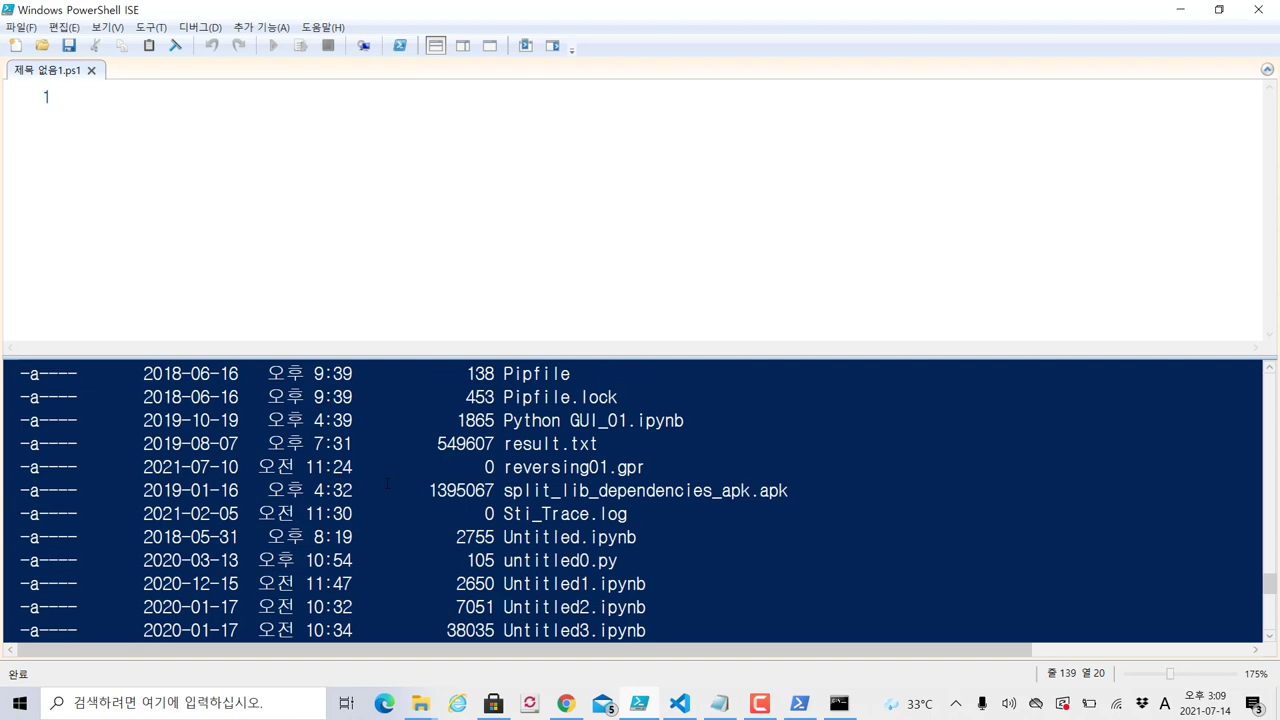 Windows PowerShell ISE
파일(F) 편집(E) 보기(V) 도구(T) 디버그(D) 추가 기능(A) 도움말(H)
제목 없음1.ps1
1
-a---- 2018-06-16 오후 9:39 138 Pipfile
-a---- 2018-06-16 오후 9:39 453 Pipfile.lock
-a---- 2019-10-19 오후 4:39 1865 Python GUI_01.ipynb
-a---- 2019-08-07 오후 7:31 549607 result.txt
-a---- 2021-07-10 오전 11:24 0 reversing01.gpr
-a---- 2019-01-16 오후 4:32 1395067 split_lib_dependencies_apk.apk
-a---- 2021-02-05 오전 11:30 0 Sti_Trace.log
-a---- 2018-05-31 오후 8:19 2755 Untitled.ipynb
-a---- 2020-03-13 오후 10:54 105 untitled0.py
-a---- 2020-12-15 오전 11:47 2650 Untitled1.ipynb
-a---- 2020-01-17 오전 10:32 7051 Untitled2.ipynb
-a---- 2020-01-17 오전 10:34 38035 Untitled3.ipynb
완료 줄 139 열 20 175%
검색하려면 여기에 입력하십시오. 5 33°C A 오후 3:09
2021-07-14 3